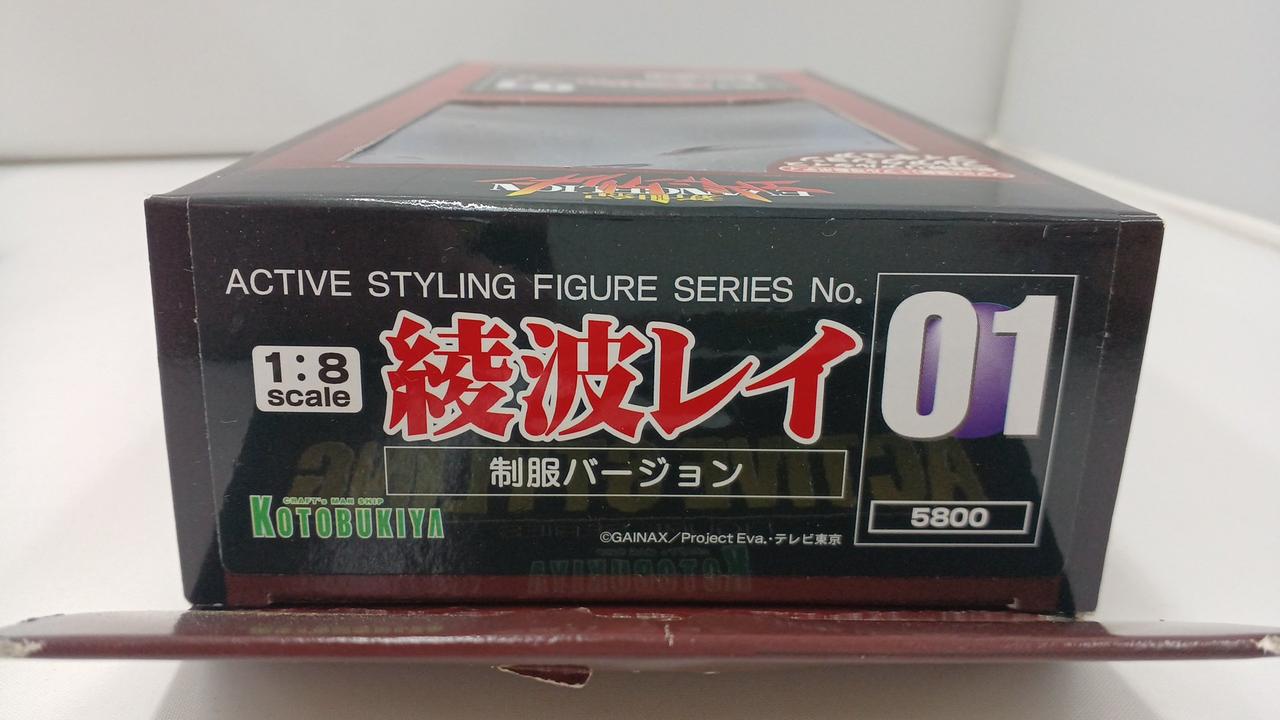 EVANGELION
ACTIVE STYLING FIGURE SERIES No.
01
1:8
scale
綾波レイ
制服バージョン
CRAFT's MAN SHIP
KOTOBUKIYA
5800
©GAINAX／Project Eva.・テレビ東京